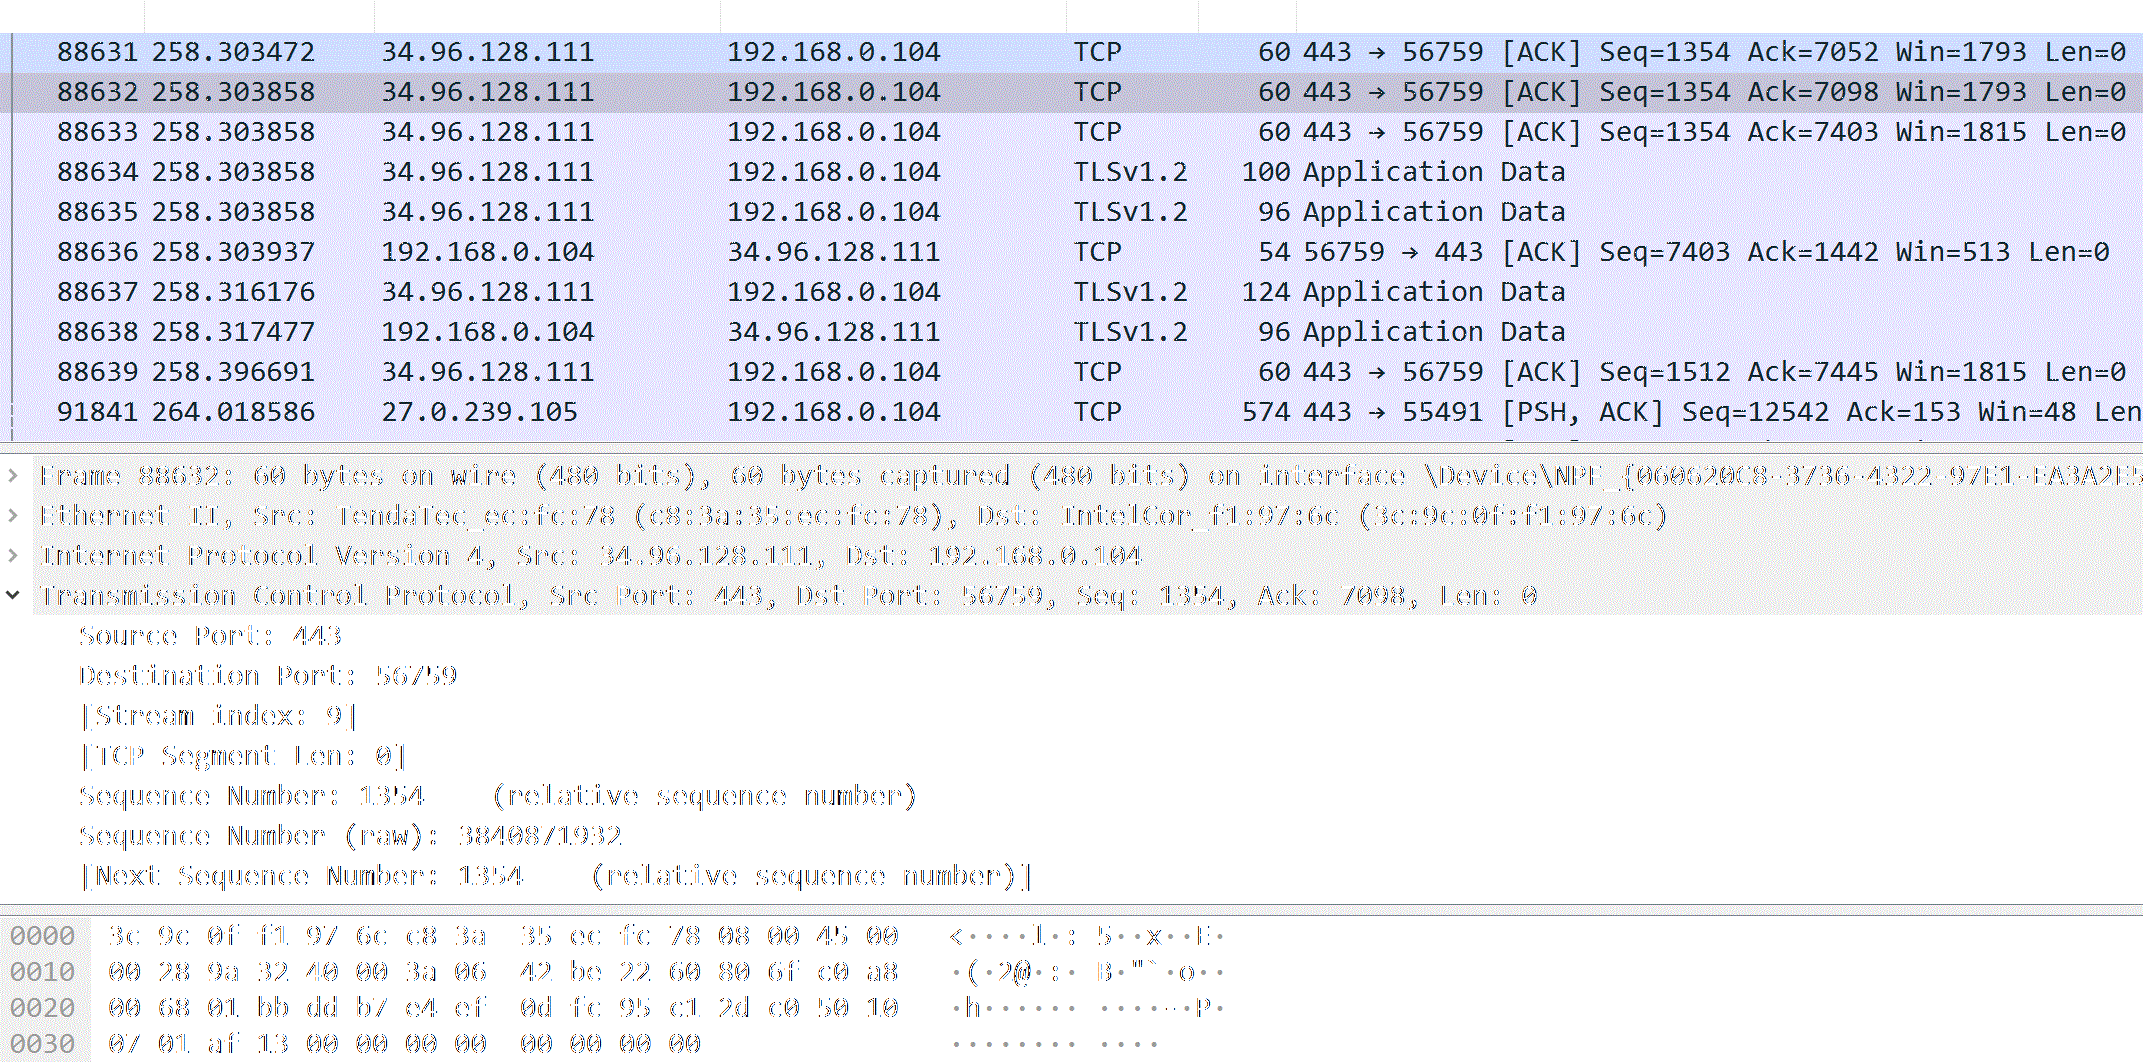 88631 258.303472 34.96.128.111 192.168.0.104 TCP 60 443 → 56759 [ACK] Seq=1354 Ack=7052 Win=1793 Len=0
88632 258.303858 34.96.128.111 192.168.0.104 TCP 60 443 → 56759 [ACK] Seq=1354 Ack=7098 Win=1793 Len=0
88633 258.303858 34.96.128.111 192.168.0.104 TCP 60 443 → 56759 [ACK] Seq=1354 Ack=7403 Win=1815 Len=0
88634 258.303858 34.96.128.111 192.168.0.104 TLSv1.2 100 Application Data
88635 258.303858 34.96.128.111 192.168.0.104 TLSv1.2 96 Application Data
88636 258.303937 192.168.0.104 34.96.128.111 TCP 54 56759 → 443 [ACK] Seq=7403 Ack=1442 Win=513 Len=0
88637 258.316176 34.96.128.111 192.168.0.104 TLSv1.2 124 Application Data
88638 258.317477 192.168.0.104 34.96.128.111 TLSv1.2 96 Application Data
88639 258.396691 34.96.128.111 192.168.0.104 TCP 60 443 → 56759 [ACK] Seq=1512 Ack=7445 Win=1815 Len=0
91841 264.018586 27.0.239.105 192.168.0.104 TCP 574 443 → 55491 [PSH, ACK] Seq=12542 Ack=153 Win=48 Len
Frame 88632: 60 bytes on wire (480 bits), 60 bytes captured (480 bits) on interface \Device\NPF_{060620C8-3736-4322-97E1-EA3A2E5
Ethernet II, Src: TendaTec_ec:fc:78 (c8:3a:35:ec:fc:78), Dst: IntelCor_f1:97:6c (3c:9c:0f:f1:97:6c)
Internet Protocol Version 4, Src: 34.96.128.111, Dst: 192.168.0.104
Transmission Control Protocol, Src Port: 443, Dst Port: 56759, Seq: 1354, Ack: 7098, Len: 0
Source Port: 443
Destination Port: 56759
[Stream index: 9]
[TCP Segment Len: 0]
Sequence Number: 1354 (relative sequence number)
Sequence Number (raw): 3840871932
[Next Sequence Number: 1354 (relative sequence number)]
0000 3c 9c 0f f1 97 6c c8 3a 35 ec fc 78 08 00 45 00 <····l·: 5··x··E·
0010 00 28 9a 32 40 00 3a 06 42 be 22 60 80 6f c0 a8 ·(·2@·:· B·"`·o··
0020 00 68 01 bb dd b7 e4 ef 0d fc 95 c1 2d c0 50 10 ·h······ ····-·P·
0030 07 01 af 13 00 00 00 00 00 00 00 00 ········ ····